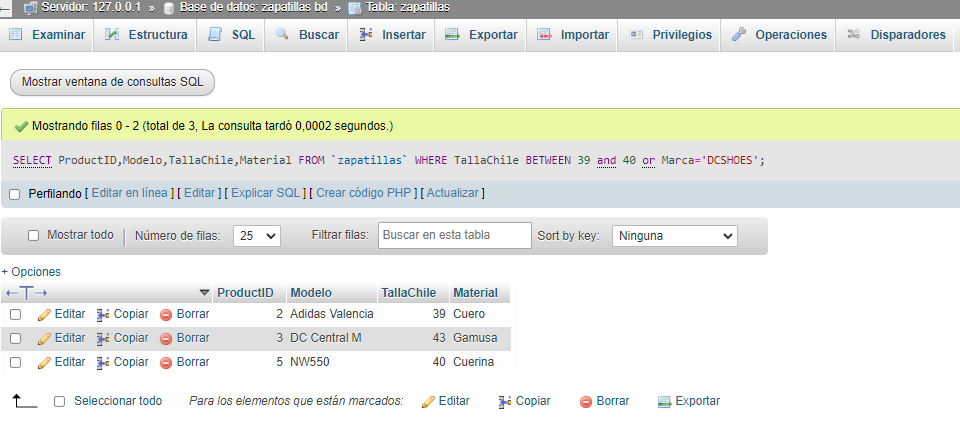 Servidor: 127.0.0.1 » Base de datos: zapatillas bd » Tabla: zapatillas
Examinar Estructura SQL Buscar Insertar Exportar Importar Privilegios Operaciones Disparadores
Mostrar ventana de consultas SQL
Mostrando filas 0 - 2 (total de 3, La consulta tardó 0,0002 segundos.)
SELECT ProductID,Modelo,TallaChile,Material FROM `zapatillas` WHERE TallaChile BETWEEN 39 and 40 or Marca='DCSHOES';
Perfilando [ Editar en línea ] [ Editar ] [ Explicar SQL ] [ Crear código PHP ] [ Actualizar ]
Mostrar todo Número de filas: 25 Filtrar filas: Buscar en esta tabla Sort by key: Ninguna
+ Opciones
ProductID Modelo TallaChile Material
Editar Copiar Borrar 2 Adidas Valencia 39 Cuero
Editar Copiar Borrar 3 DC Central M 43 Gamusa
Editar Copiar Borrar 5 NW550 40 Cuerina
Seleccionar todo Para los elementos que están marcados: Editar Copiar Borrar Exportar